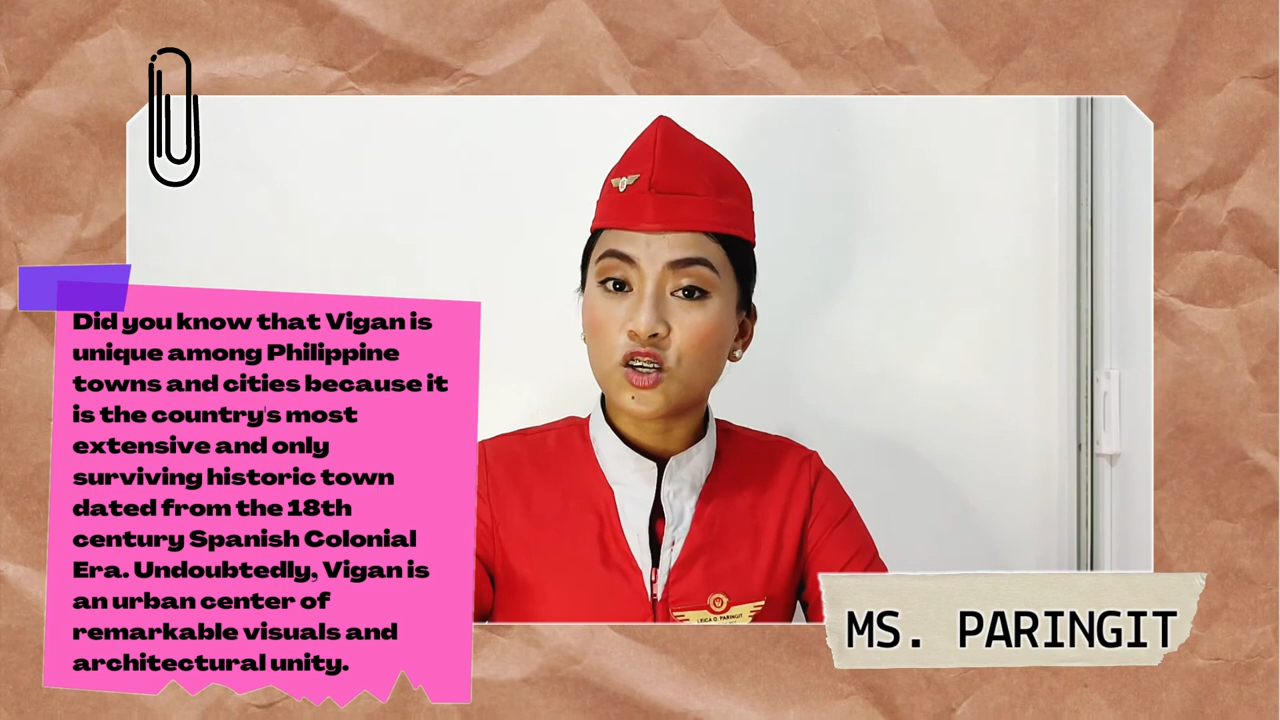 Did you know that Vigan is
unique among Philippine
towns and cities because it
is the country's most
extensive and only
surviving historic town
dated from the 18th
century Spanish Colonial
Era. Undoubtedly, Vigan is
an urban center of
remarkable visuals and
architectural unity.
LEICA O. PARINGIT
MS. PARINGIT